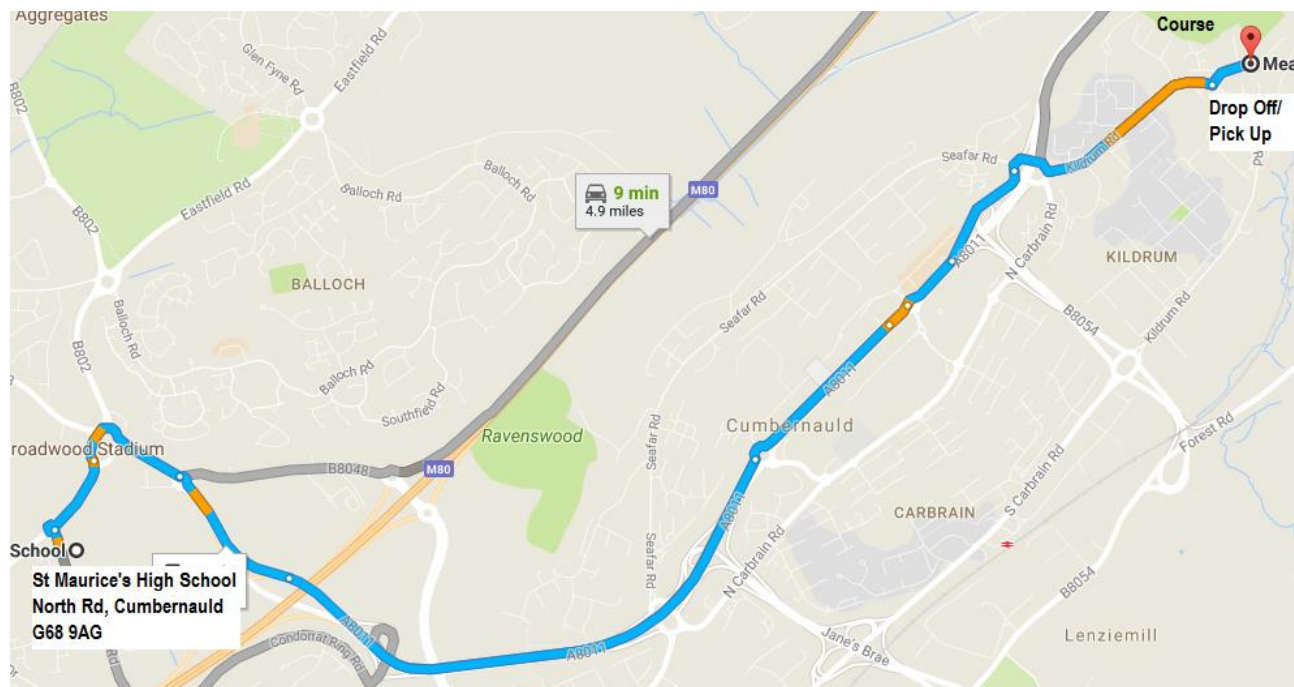 Aggregates
Course
Mea
Drop Off/
Pick Up
Rd
B802
Glen Fyne Rd
Eastfield Rd
Balloch Rd
Balloch Rd
9 min
4.9 miles
M80
Seafar Rd
Kildrum Rd
Eastfield Rd
B802
BALLOCH
A8011
N Carbrain Rd
KILDRUM
Balloch Rd
B802
Seafar Rd
B8054
Kildrum Rd
Balloch Rd
Southfield Rd
A8011
roadwood Stadium
Ravenswood
Cumbernauld
Forest Rd
B8048
M80
Seafar Rd
A8011
S Carbrain Rd
CARBRAIN
School
St Maurice's High School
North Rd, Cumbernauld
G68 9AG
Seafar Rd
N Carbrain Rd
B8054
A8011
Condorrat Ring Rd
A8011
Jane's Brae
Lenziemill
Rd
Dr